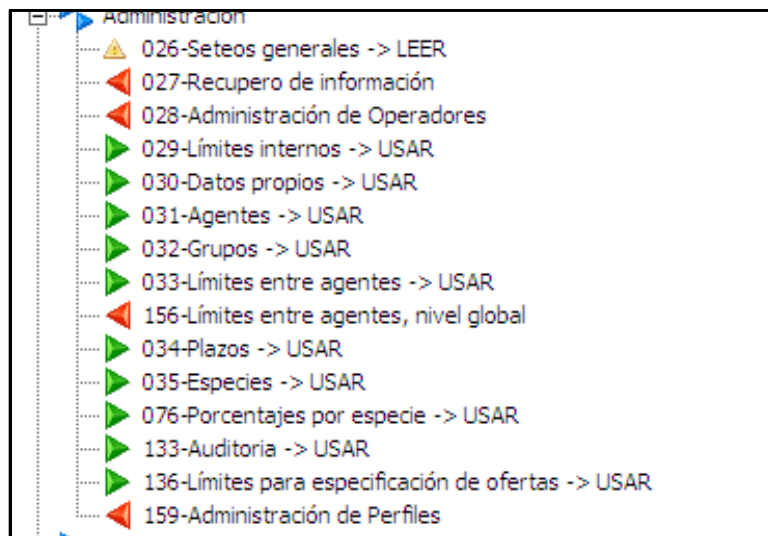 Administración
026-Seteos generales -> LEER
027-Recupero de información
028-Administración de Operadores
029-Límites internos -> USAR
030-Datos propios -> USAR
031-Agentes -> USAR
032-Grupos -> USAR
033-Límites entre agentes -> USAR
156-Límites entre agentes, nivel global
034-Plazos -> USAR
035-Especies -> USAR
076-Porcentajes por especie -> USAR
133-Auditoria -> USAR
136-Límites para especificación de ofertas -> USAR
159-Administración de Perfiles